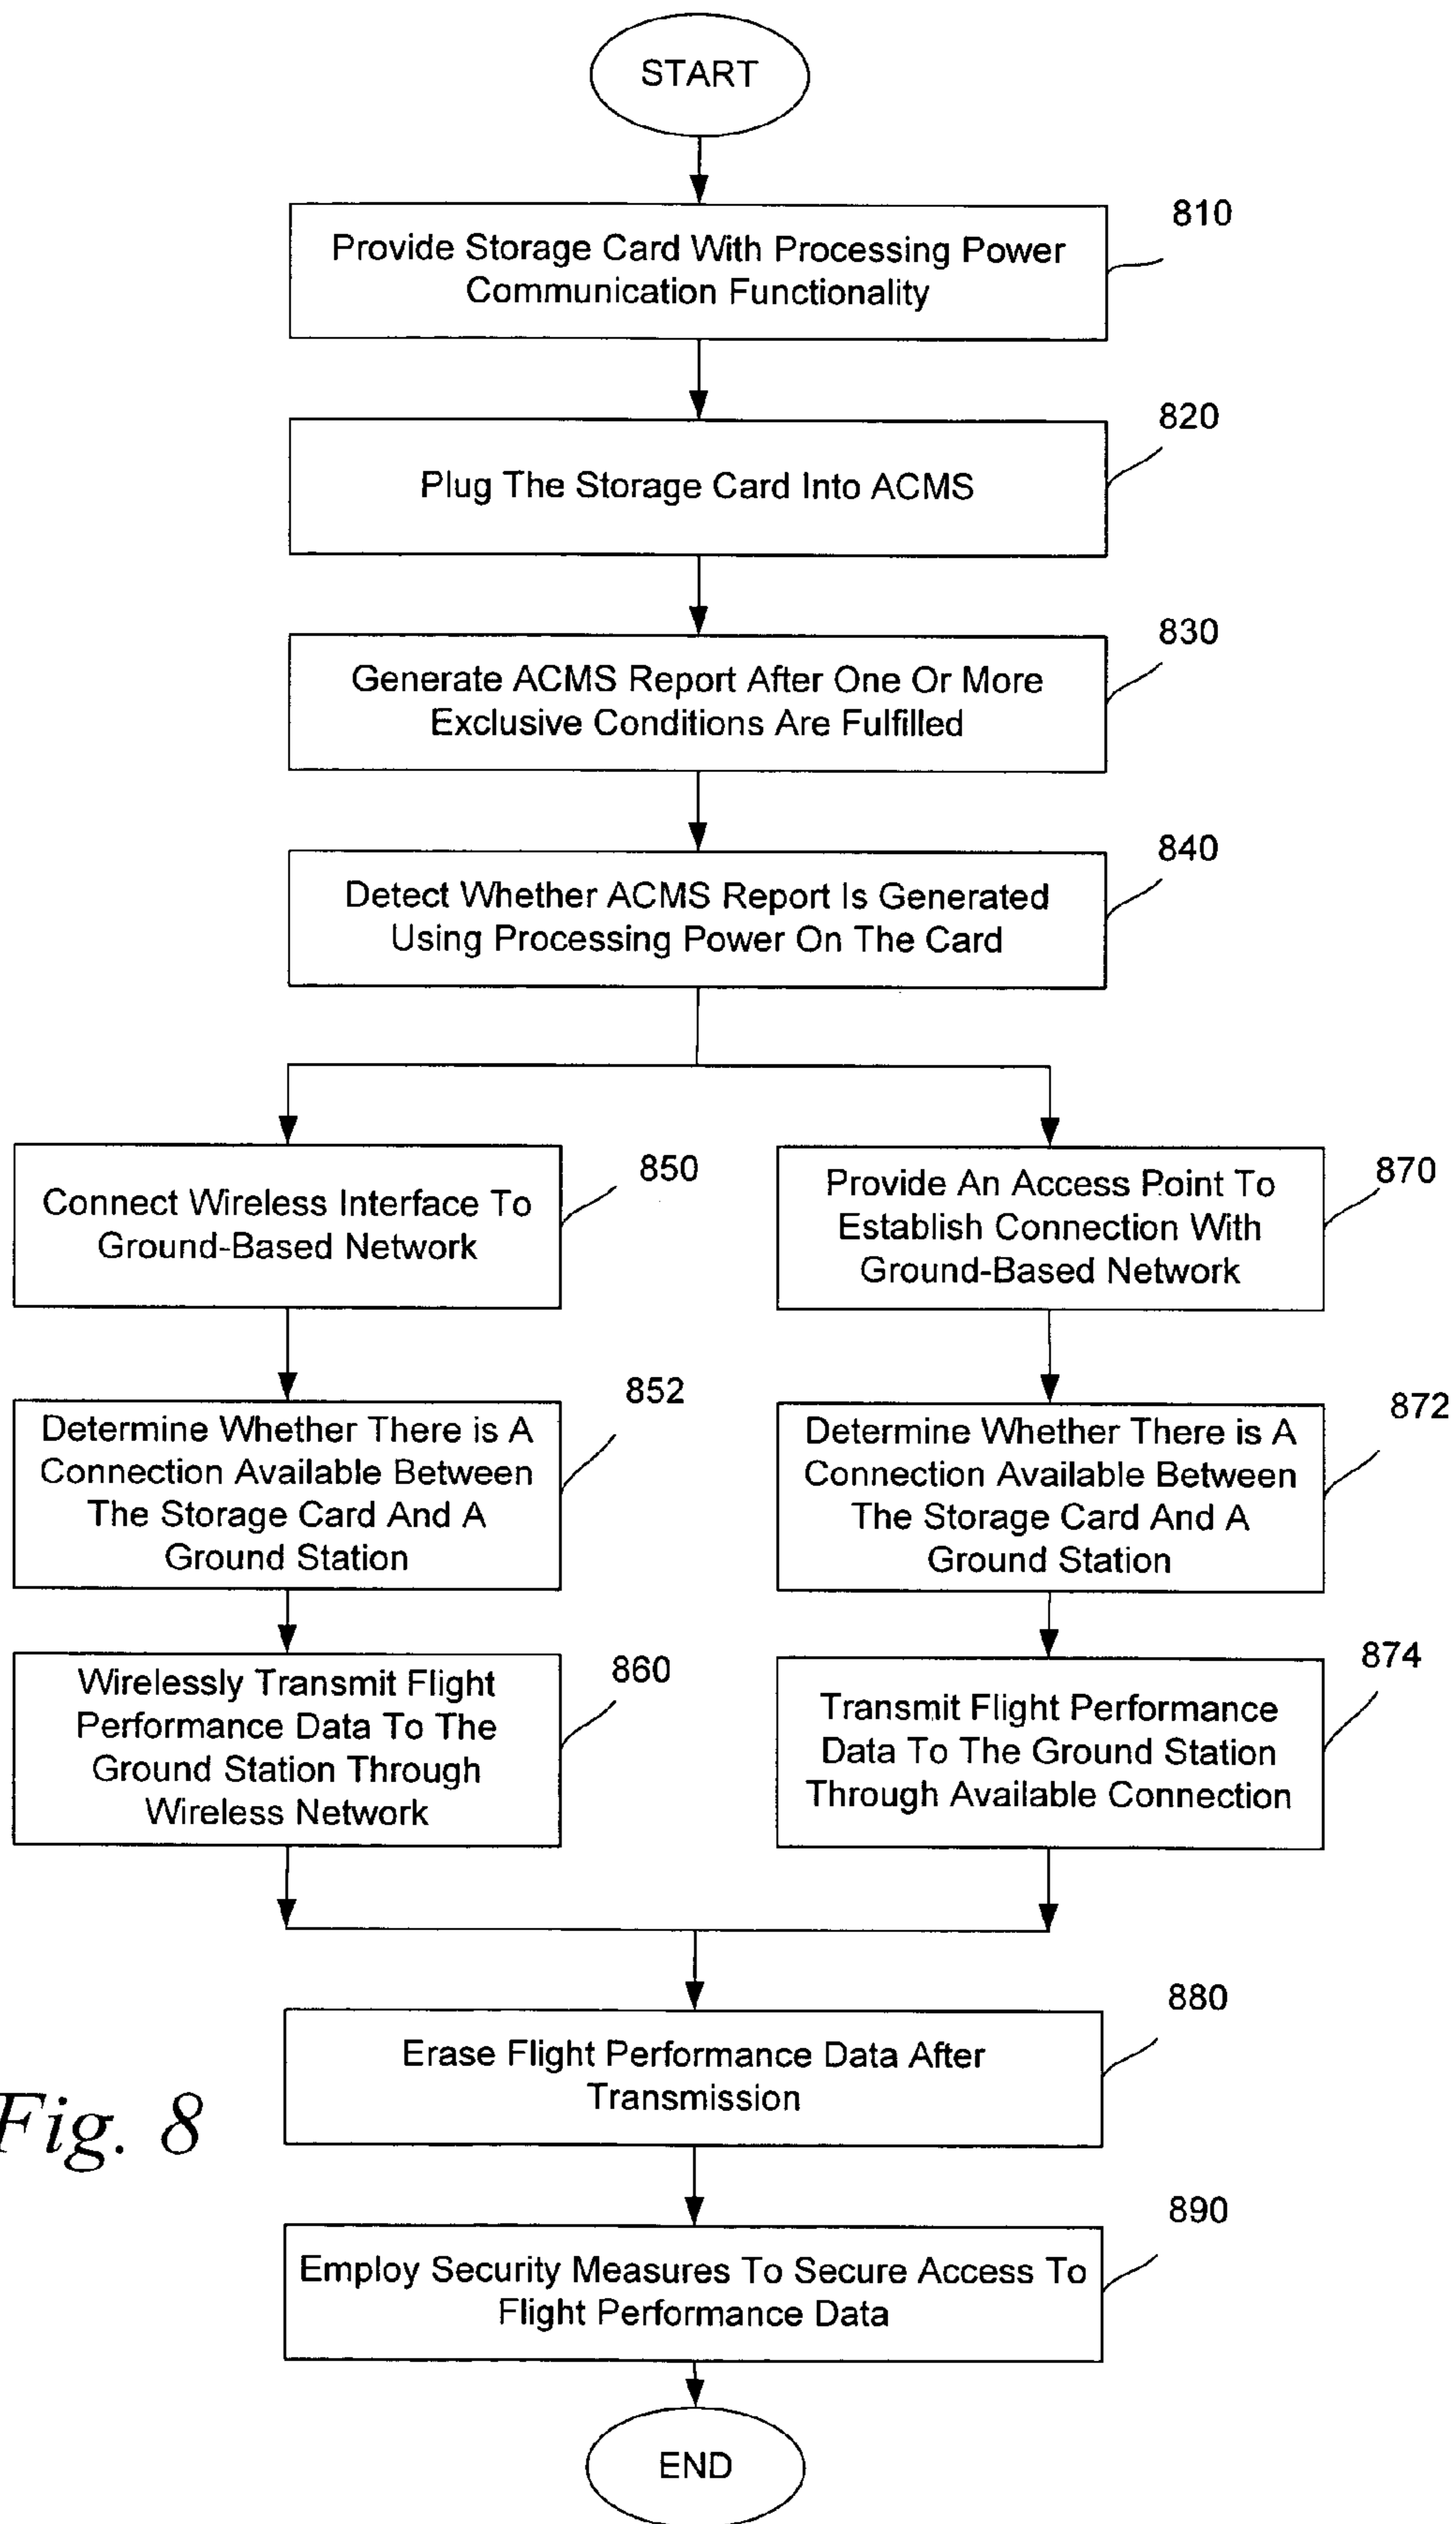 START
810
Provide Storage Card With Processing Power
Communication Functionality
820
Plug The Storage Card Into ACMS
830
Generate ACMS Report After One Or More
Exclusive Conditions Are Fulfilled
840
Detect Whether ACMS Report Is Generated
Using Processing Power On The Card
850
Connect Wireless Interface To
Ground-Based Network
852
Determine Whether There is A
Connection Available Between
The Storage Card And A
Ground Station
860
Wirelessly Transmit Flight
Performance Data To The
Ground Station Through
Wireless Network
870
Provide An Access Point To
Establish Connection With
Ground-Based Network
872
Determine Whether There is A
Connection Available Between
The Storage Card And A
Ground Station
874
Transmit Flight Performance
Data To The Ground Station
Through Available Connection
880
Erase Flight Performance Data After
Transmission
890
Employ Security Measures To Secure Access To
Flight Performance Data
END
Fig. 8